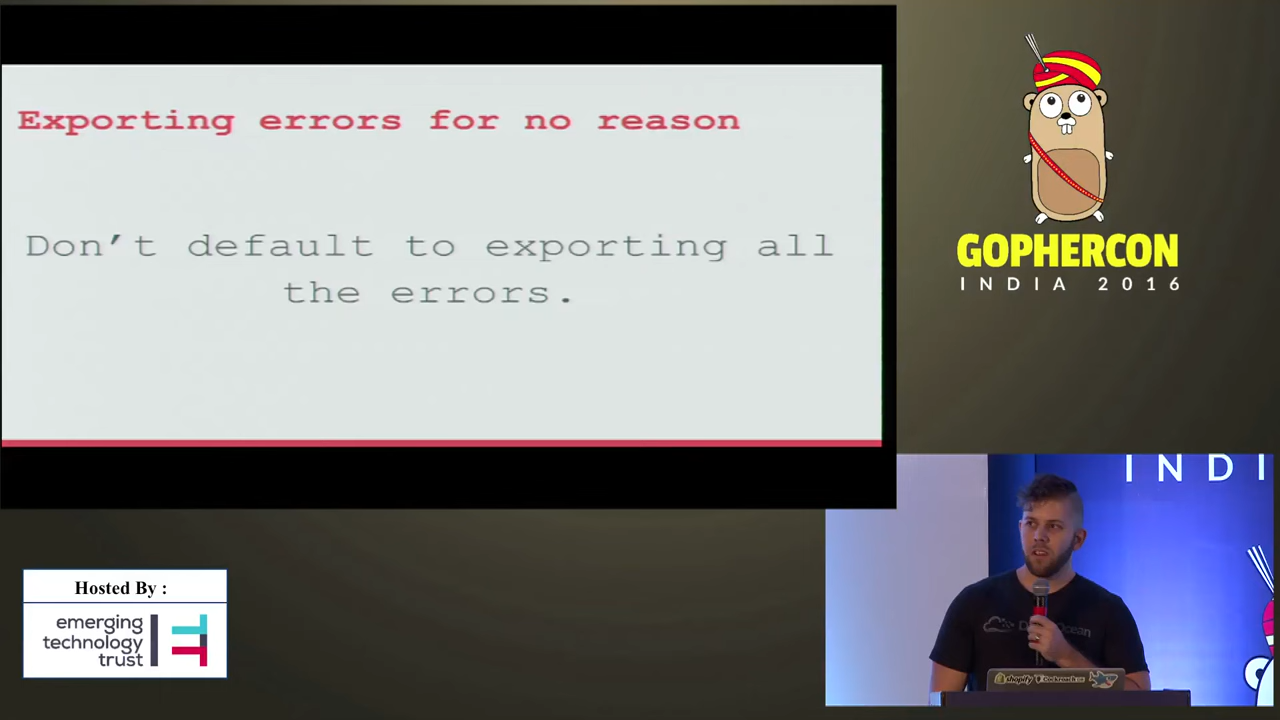 Exporting errors for no reason
Don’t default to exporting all
the errors.
GOPHERCON
INDIA 2016
INDI
Hosted By :
emerging
technology
trust
shopify